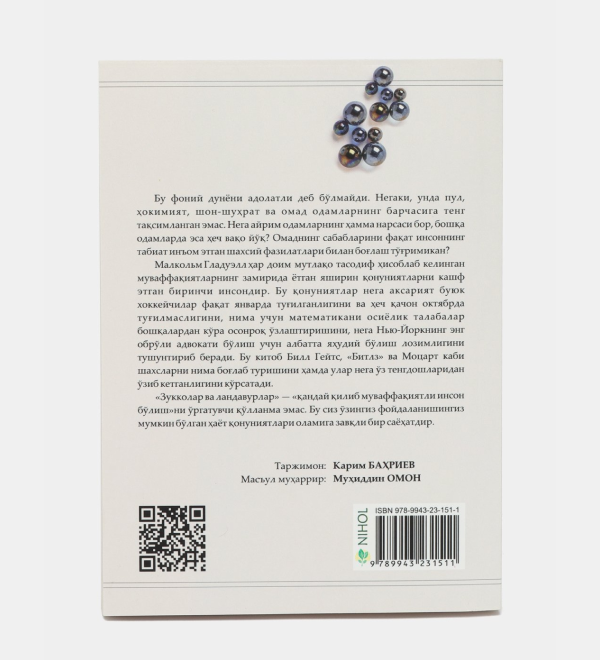 Бу фоний дунёни адолатли деб бўлмайди. Негаки, унда пул,
ҳокимият, шон-шуҳрат ва омад одамларнинг барчасига тенг
тақсимланган эмас. Нега айрим одамларнинг ҳамма нарсаси бор, бошқа
одамларда эса ҳеч вақо йўқ? Омаднинг сабабларини фақат инсоннинг
табиат инъом этган шахсий фазилатлари билан боғлаш тўғримикан?
Малкольм Гладуэлл ҳар доим мутлақо тасодиф ҳисоблаб келинган
муваффақиятларнинг замирида ётган яширин қонуниятларни кашф
этган биринчи инсондир. Бу қонуниятлар нега аксарият буюк
хоккейчилар фақат январда туғилганлигини ва ҳеч қачон октябрда
туғилмаслигини, нима учун математикани осиёлик талабалар
бошқалардан кўра осонроқ ўзлаштиришини, нега Нью-Йоркнинг энг
обрўли адвокати бўлиш учун албатта яҳудий бўлиш лозимлигини
тушунтириб беради. Бу китоб Билл Гейтс, «Битлз» ва Моцарт каби
шахсларни нима боғлаб туришини ҳамда улар нега ўз тенгдошларидан
ўзиб кетганлигини кўрсатади.
«Зукколар ва ландавурлар» — «қандай қилиб муваффақиятли инсон
бўлиш»ни ўргатувчи қўлланма эмас. Бу сиз ўзингиз фойдаланишингиз
мумкин бўлган ҳаёт қонуниятлари оламига завқли бир саёҳатдир.
Таржимон: Карим БАҲРИЕВ
Масъул муҳаррир: Муҳиддин ОМОН
NIHOL
ISBN 978-9943-23-151-1
9 789943 231511